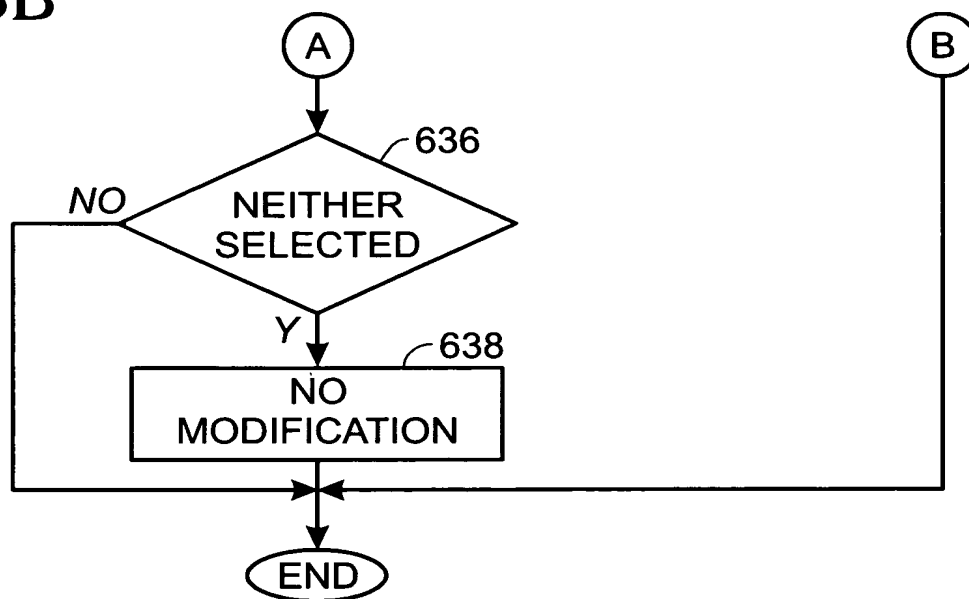 A
B
636
NO
NEITHER
SELECTED
Y
638
NO
MODIFICATION
END